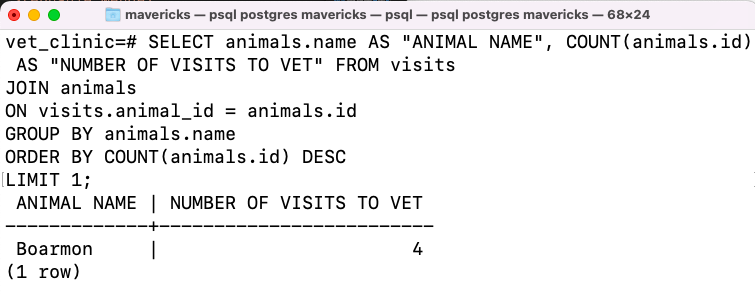 mavericks — psql postgres mavericks — psql — psql postgres mavericks — 68×24
vet_clinic=# SELECT animals.name AS "ANIMAL NAME", COUNT(animals.id)
 AS "NUMBER OF VISITS TO VET" FROM visits
JOIN animals
ON visits.animal_id = animals.id
GROUP BY animals.name
ORDER BY COUNT(animals.id) DESC
LIMIT 1;
 ANIMAL NAME | NUMBER OF VISITS TO VET
-------------+-------------------------
 Boarmon     |                       4
(1 row)